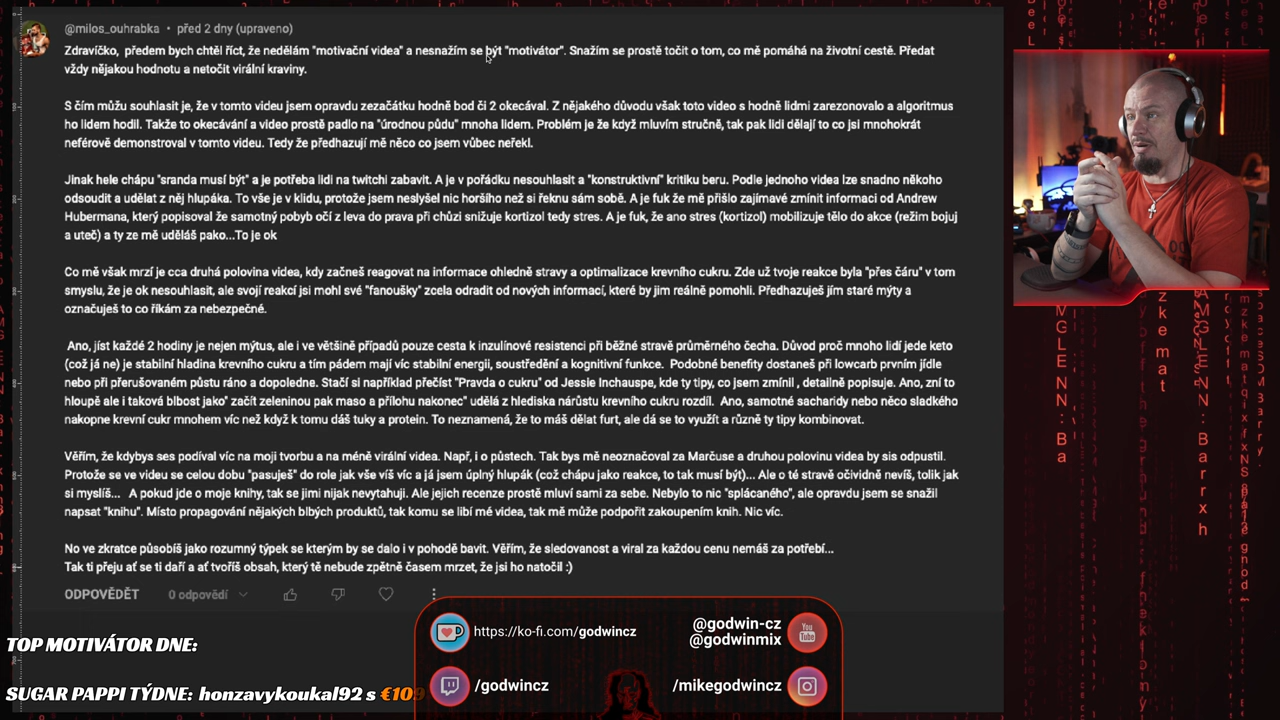 @milos_ouhrabka • před 2 dny (upraveno)
Zdravíčko, předem bych chtěl říct, že nedělám "motivační videa" a nesnažím se být "motivátor". Snažím se prostě točit o tom, co mě pomáhá na životní cestě. Předat
vždy nějakou hodnotu a netočit virální kraviny.
S čím můžu souhlasit je, že v tomto videu jsem opravdu zezačátku hodně bod či 2 okecával. Z nějakého důvodu však toto video s hodně lidmi zarezonovalo a algoritmus
ho lidem hodil. Takže to okecávání a video prostě padlo na "úrodnou půdu" mnoha lidem. Problém je že když mluvím stručně, tak pak lidi dělají to co jsi mnohokrát
neférově demonstroval v tomto videu. Tedy že předhazují mě něco co jsem vůbec neřekl.
Jinak hele chápu "sranda musí být" a je potřeba lidi na twitchi zabavit. A je v pořádku nesouhlasit a "konstruktivní" kritiku beru. Podle jednoho videa lze snadno někoho
odsoudit a udělat z něj hlupáka. To vše je v klidu, protože jsem neslyšel nic horšího než si řeknu sám sobě. A je fuk že mě přišlo zajímavé zmínit informaci od Andrew
Hubermana, který popisoval že samotný pobyb očí z leva do prava při chůzi snižuje kortizol tedy stres. A je fuk, že ano stres (kortizol) mobilizuje tělo do akce (režim bojuj
a uteč) a ty ze mě uděláš pako...To je ok
Co mě však mrzí je cca druhá polovina videa, kdy začneš reagovat na informace ohledně stravy a optimalizace krevního cukru. Zde už tvoje reakce byla "přes čáru" v tom
smyslu, že je ok nesouhlasit, ale svojí reakcí jsi mohl své "fanoušky" zcela odradit od nových informací, které by jim reálně pomohli. Předhazuješ jím staré mýty a
označuješ to co říkám za nebezpečné.
Ano, jíst každé 2 hodiny je nejen mýtus, ale i ve většině případů pouze cesta k inzulínové resistenci při běžné stravě průměrného čecha. Důvod proč mnoho lidí jede keto
(což já ne) je stabilní hladina krevního cukru a tím pádem mají víc stabilní energii, soustředění a kognitivní funkce. Podobné benefity dostaneš při lowcarb prvním jídle
nebo při přerušovaném půstu ráno a dopoledne. Stačí si například přečíst "Pravda o cukru" od Jessie Inchauspe, kde ty tipy, co jsem zmínil , detailně popisuje. Ano, zní to
hloupě ale i taková blbost jako" začít zeleninou pak maso a přílohu nakonec" udělá z hlediska nárůstu krevního cukru rozdíl. Ano, samotné sacharidy nebo něco sladkého
nakopne krevní cukr mnohem víc než když k tomu dáš tuky a protein. To neznamená, že to máš dělat furt, ale dá se to využít a různě ty tipy kombinovat.
Věřím, že kdybys ses podíval víc na moji tvorbu a na méně virální videa. Např, i o půstech. Tak bys mě neoznačoval za Marčuse a druhou polovinu videa by sis odpustil.
Protože se ve videu se celou dobu "pasuješ" do role jak vše víš víc a já jsem úplný hlupák (což chápu jako reakce, to tak musí být)... Ale o té stravě očividně nevíš, tolik jak
si myslíš... A pokud jde o moje knihy, tak se jimi nijak nevytahuji. Ale jejich recenze prostě mluví sami za sebe. Nebylo to nic "splácaného", ale opravdu jsem se snažil
napsat "knihu". Místo propagování nějakých blbých produktů, tak komu se libí mé videa, tak mě může podpořit zakoupením knih. Nic víc.
No ve zkratce působíš jako rozumný týpek se kterým by se dalo i v pohodě bavit. Věřím, že sledovanost a viral za každou cenu nemáš za potřebí...
Tak ti přeju ať se ti daří a ať tvoříš obsah, který tě nebude zpětně časem mrzet, že jsi ho natočil :)
ODPOVĚDĚT 0 odpovědí
https://ko-fi.com/godwincz
@godwin-cz
@godwinmix
/godwincz
/mikegodwincz
TOP MOTIVÁTOR DNE:
SUGAR PAPPI TÝDNE: honzavykoukal92 s €109